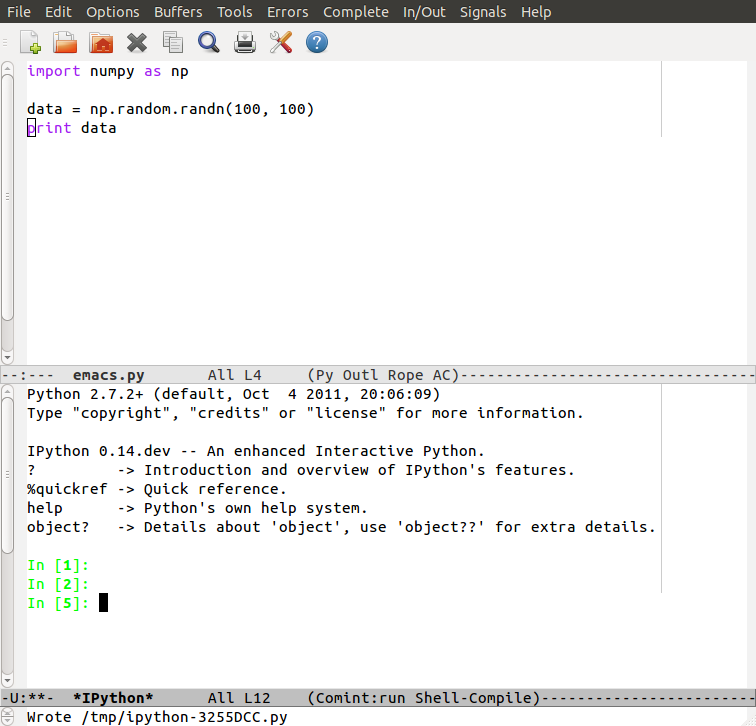 File Edit Options Buffers Tools Errors Complete In/Out Signals Help
import numpy as np
data = np.random.randn(100, 100)
print data
--:---  emacs.py       All L4     (Py Outl Rope AC)---------------------------------
Python 2.7.2+ (default, Oct  4 2011, 20:06:09)
Type "copyright", "credits" or "license" for more information.
IPython 0.14.dev -- An enhanced Interactive Python.
?         -> Introduction and overview of IPython's features.
%quickref -> Quick reference.
help      -> Python's own help system.
object?   -> Details about 'object', use 'object??' for extra details.
In [1]:
In [2]:
In [5]:
-U:**-  *IPython*      All L12    (Comint:run Shell-Compile)------------------------
Wrote /tmp/ipython-3255DCC.py